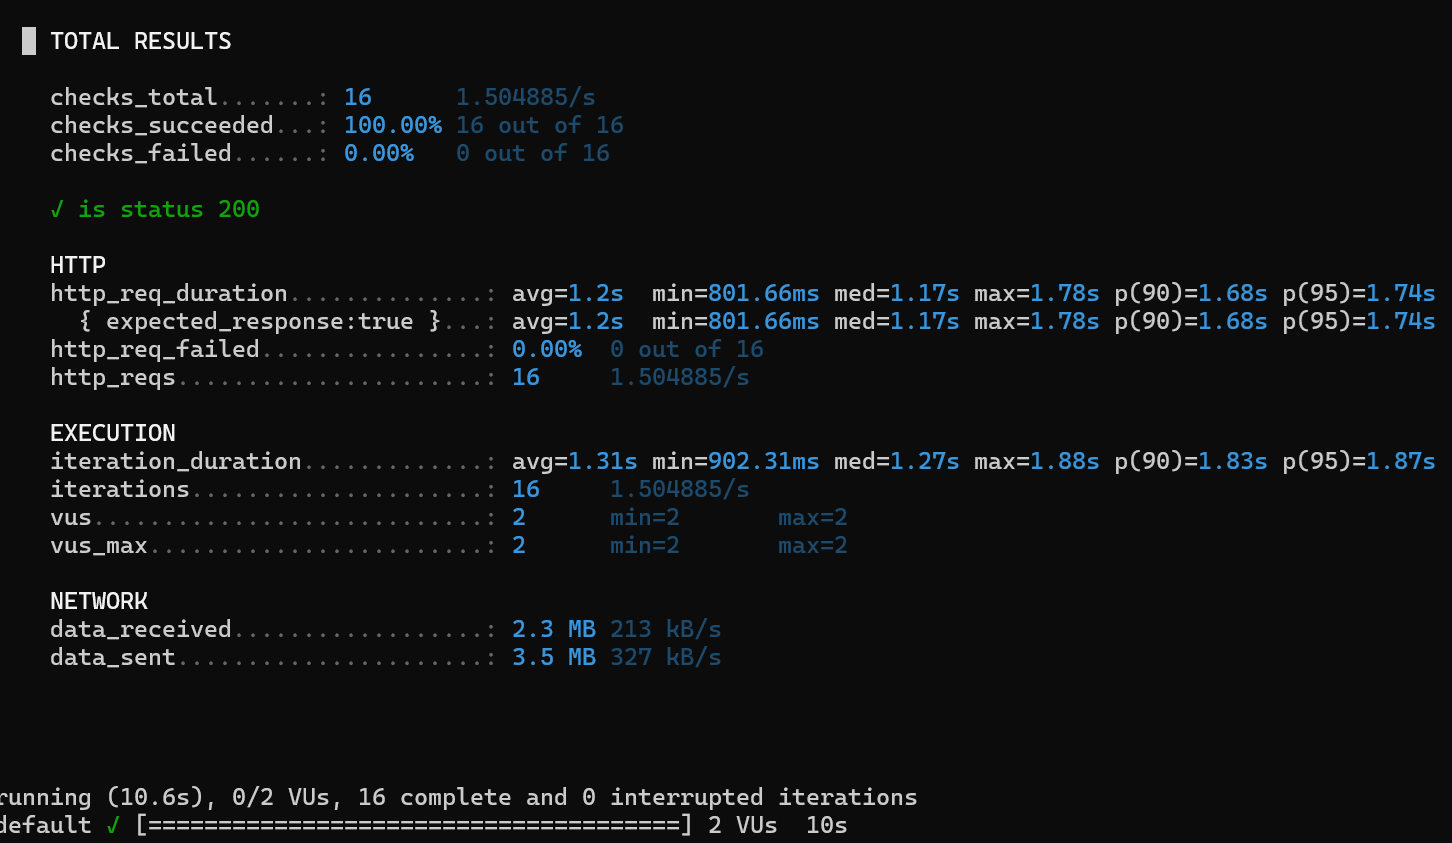 TOTAL RESULTS
checks_total.......: 16      1.504885/s
checks_succeeded...: 100.00% 16 out of 16
checks_failed......: 0.00%   0 out of 16
✓ is status 200
HTTP
http_req_duration..............: avg=1.2s  min=801.66ms med=1.17s max=1.78s p(90)=1.68s p(95)=1.74s
{ expected_response:true }...: avg=1.2s  min=801.66ms med=1.17s max=1.78s p(90)=1.68s p(95)=1.74s
http_req_failed................: 0.00%  0 out of 16
http_reqs......................: 16     1.504885/s
EXECUTION
iteration_duration.............: avg=1.31s min=902.31ms med=1.27s max=1.88s p(90)=1.83s p(95)=1.87s
iterations.....................: 16     1.504885/s
vus............................: 2      min=2       max=2
vus_max........................: 2      min=2       max=2
NETWORK
data_received..................: 2.3 MB 213 kB/s
data_sent......................: 3.5 MB 327 kB/s
running (10.6s), 0/2 VUs, 16 complete and 0 interrupted iterations
default ✓ [======================================] 2 VUs  10s